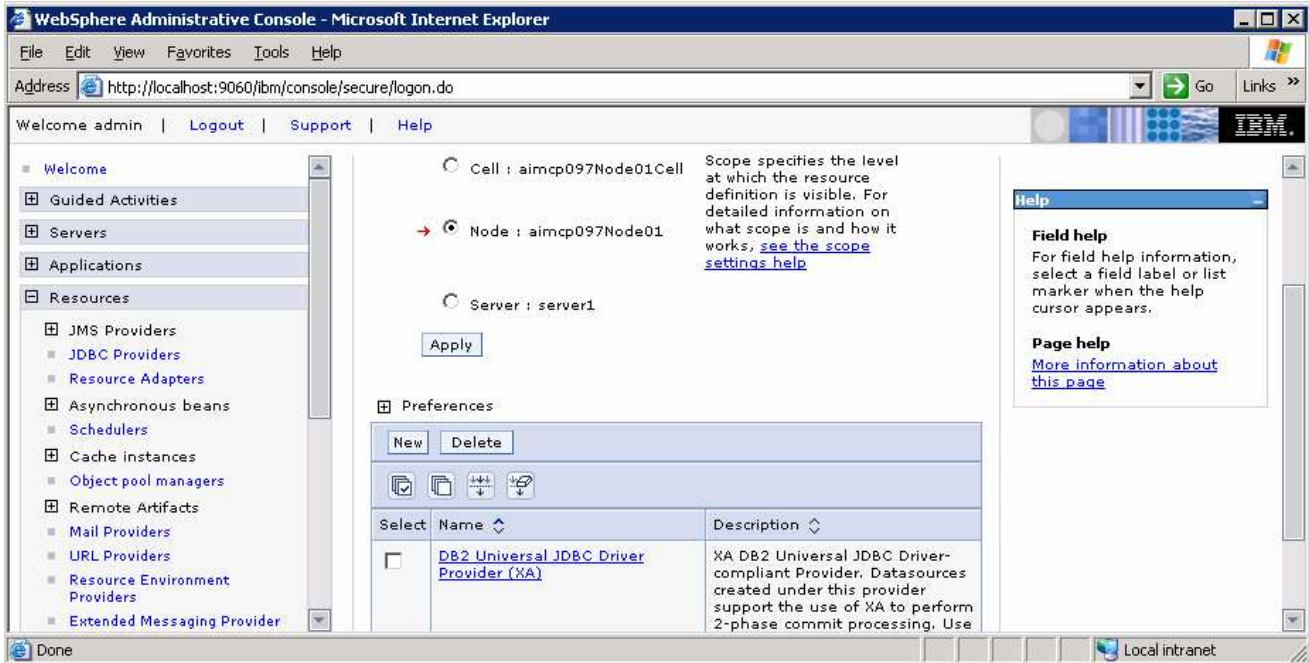 WebSphere Administrative Console - Microsoft Internet Explorer
File Edit View Favorites Tools Help
Address http://localhost:9060/ibm/console/secure/logon.do Go Links »
Welcome admin | Logout | Support | Help IBM.
Welcome
Guided Activities
Servers
Applications
Resources
JMS Providers
JDBC Providers
Resource Adapters
Asynchronous beans
Schedulers
Cache instances
Object pool managers
Remote Artifacts
Mail Providers
URL Providers
Resource Environment
Providers
Extended Messaging Provider
Cell : aimcp097Node01Cell
Node : aimcp097Node01
Server : server1
Apply
Scope specifies the level
at which the resource
definition is visible. For
detailed information on
what scope is and how it
works, see the scope
settings help
Preferences
New Delete
Select Name Description
DB2 Universal JDBC Driver
Provider (XA)
XA DB2 Universal JDBC Driver-
compliant Provider. Datasources
created under this provider
support the use of XA to perform
2-phase commit processing. Use
Help
Field help
For field help information,
select a field label or list
marker when the help
cursor appears.
Page help
More information about
this page
Done Local intranet